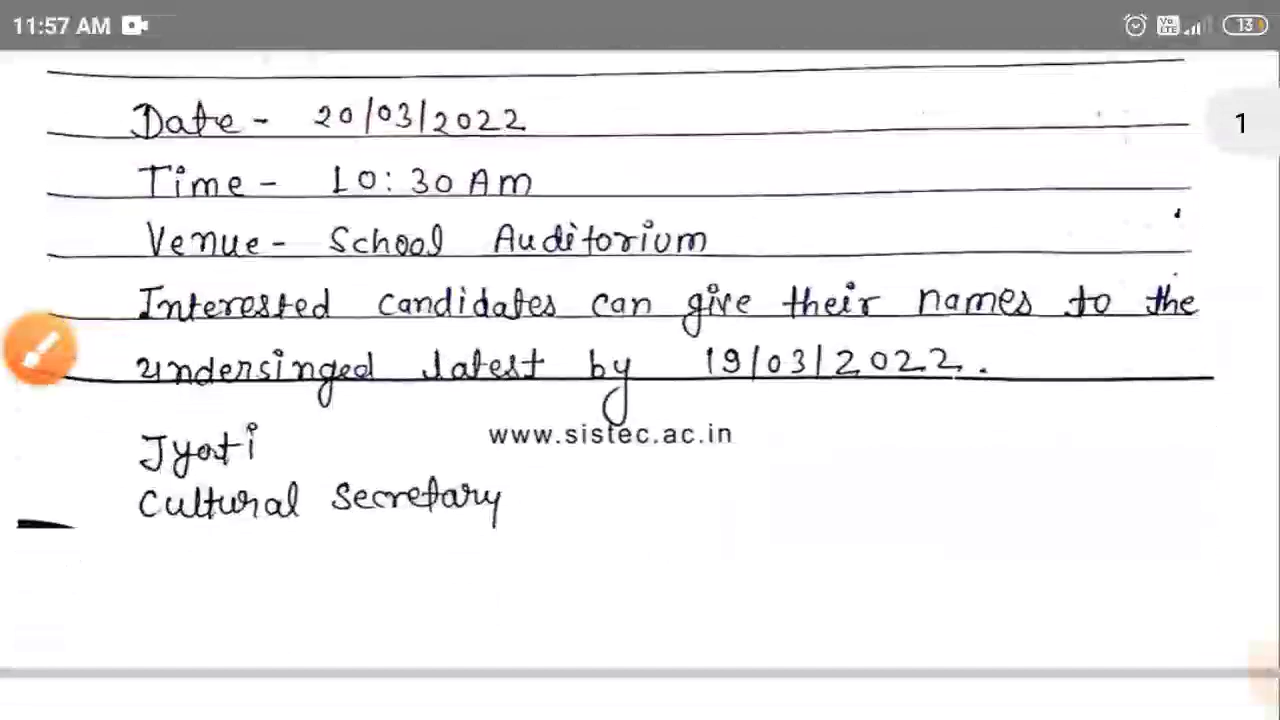 11:57 AM
13
1
Date - 20/03/2022
Time - 10:30 Am
Venue - School Auditorium
Interested candidates can give their names to the
undersinged latest by 19/03/2022.
www.sistec.ac.in
Jyoti
Cultural Secretary